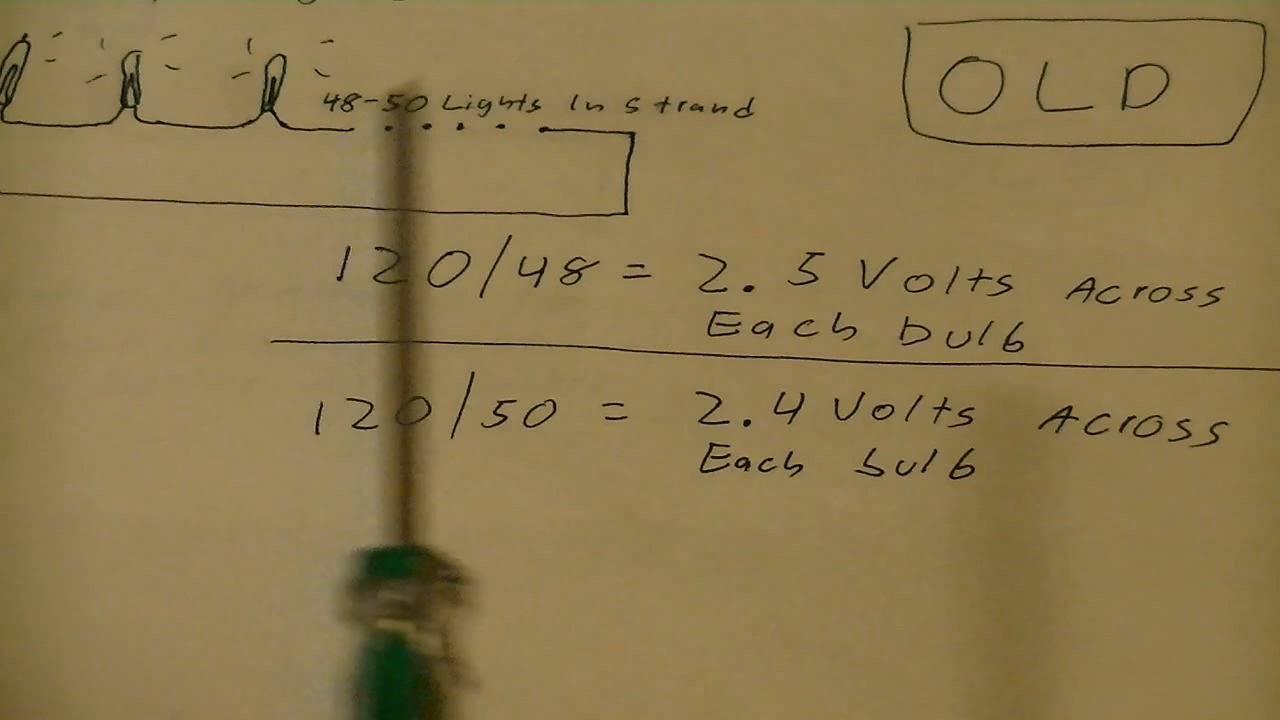 OLD
48-50 Lights In Strand
120/48 = 2.5 Volts Across
Each bulb
120/50 = 2.4 Volts Across
Each bulb